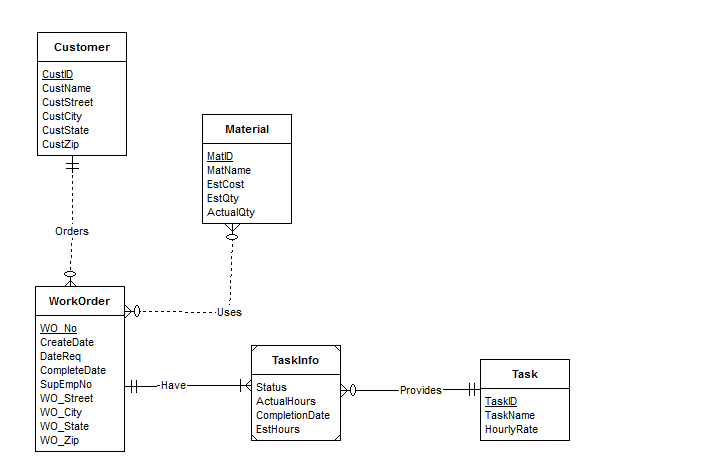 Customer
CustID
CustName
CustStreet
CustCity
CustState
CustZip
Orders
Material
MatID
MatName
EstCost
EstQty
ActualQty
Uses
WorkOrder
WO_No
CreateDate
DateReq
CompleteDate
SupEmpNo
WO_Street
WO_City
WO_State
WO_Zip
Have
TaskInfo
Status
ActualHours
CompletionDate
EstHours
Provides
Task
TaskID
TaskName
HourlyRate